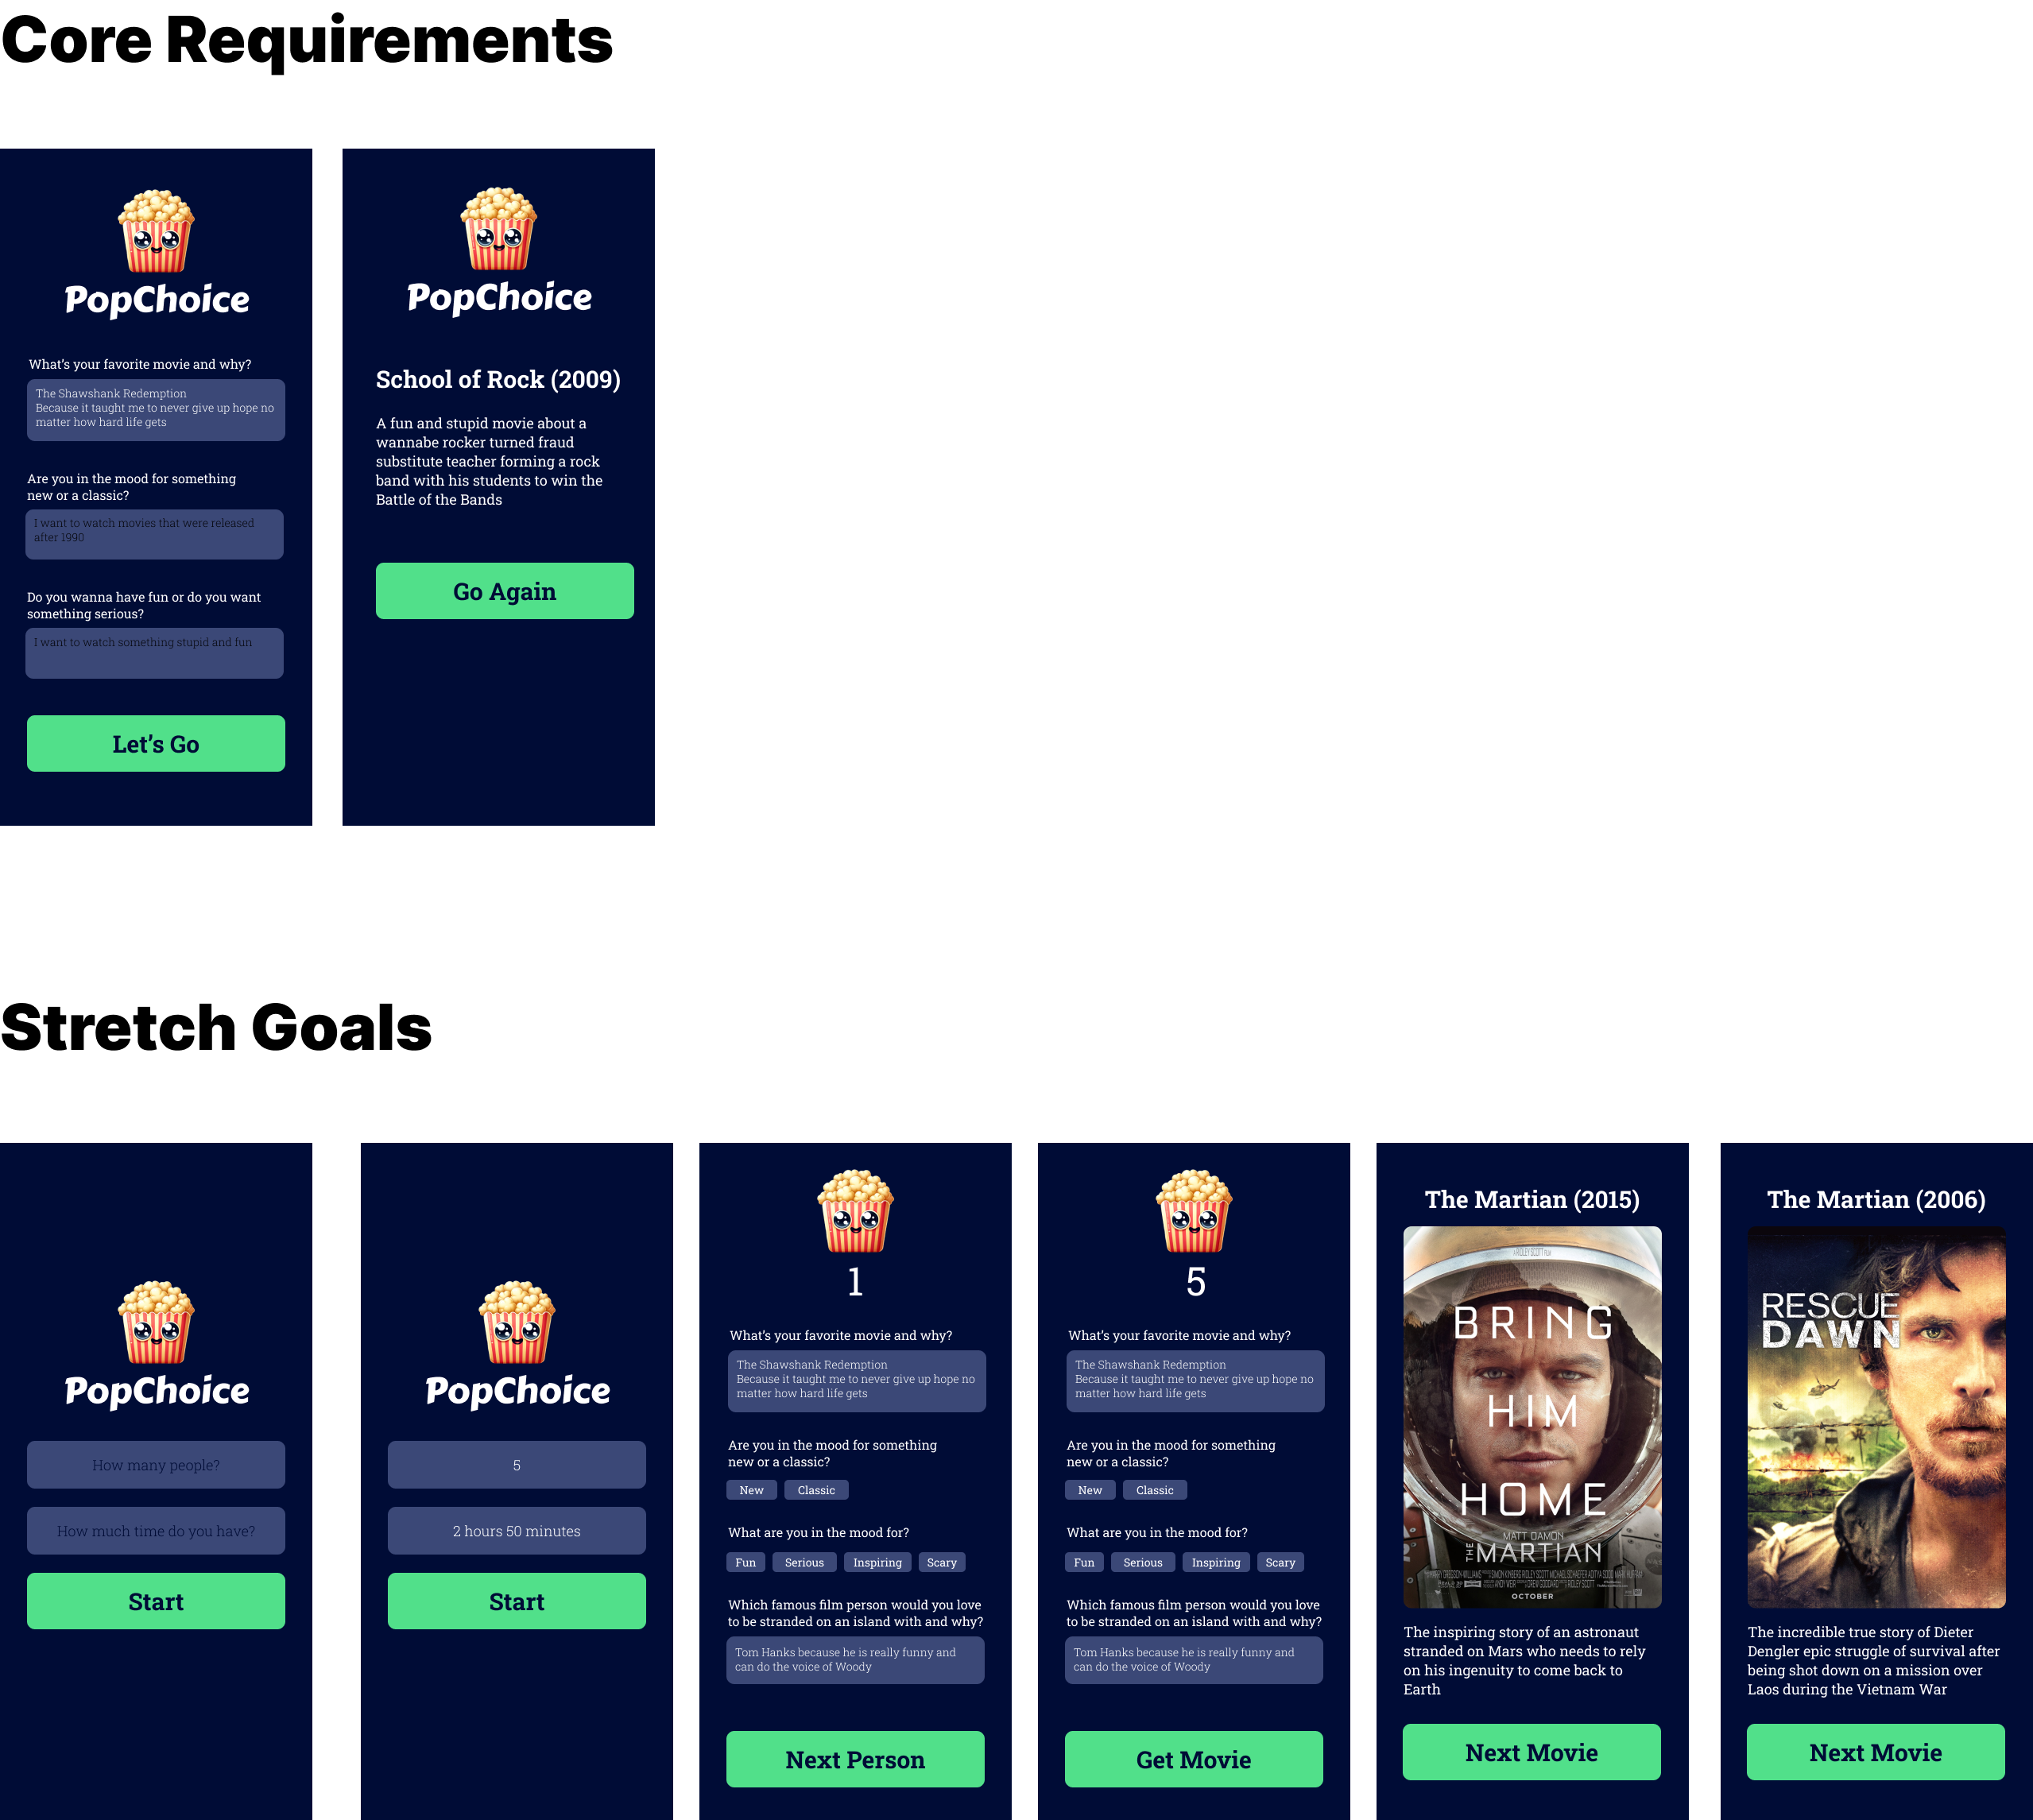 Core Requirements
PopChoice
What's your favorite movie and why?
The Shawshank Redemption
Because it taught me to never give up hope no
matter how hard life gets
Are you in the mood for something
new or a classic?
I want to watch movies that were released
after 1990
Do you wanna have fun or do you want
something serious?
I want to watch something stupid and fun
Let's Go
PopChoice
School of Rock (2009)
A fun and stupid movie about a
wannabe rocker turned fraud
substitute teacher forming a rock
band with his students to win the
Battle of the Bands
Go Again
Stretch Goals
PopChoice
How many people?
How much time do you have?
Start
PopChoice
5
2 hours 50 minutes
Start
1
What's your favorite movie and why?
The Shawshank Redemption
Because it taught me to never give up hope no
matter how hard life gets
Are you in the mood for something
new or a classic?
New Classic
What are you in the mood for?
Fun Serious Inspiring Scary
Which famous film person would you love
to be stranded on an island with and why?
Tom Hanks because he is really funny and
can do the voice of Woody
Next Person
5
What's your favorite movie and why?
The Shawshank Redemption
Because it taught me to never give up hope no
matter how hard life gets
Are you in the mood for something
new or a classic?
New Classic
What are you in the mood for?
Fun Serious Inspiring Scary
Which famous film person would you love
to be stranded on an island with and why?
Tom Hanks because he is really funny and
can do the voice of Woody
Get Movie
The Martian (2015)
A RIDLEY SCOTT FILM
BRING
HIM
HOME
MATT DAMON
THE MARTIAN
OCTOBER
The inspiring story of an astronaut
stranded on Mars who needs to rely
on his ingenuity to come back to
Earth
Next Movie
The Martian (2006)
RESCUE
DAWN
The incredible true story of Dieter
Dengler epic struggle of survival after
being shot down on a mission over
Laos during the Vietnam War
Next Movie